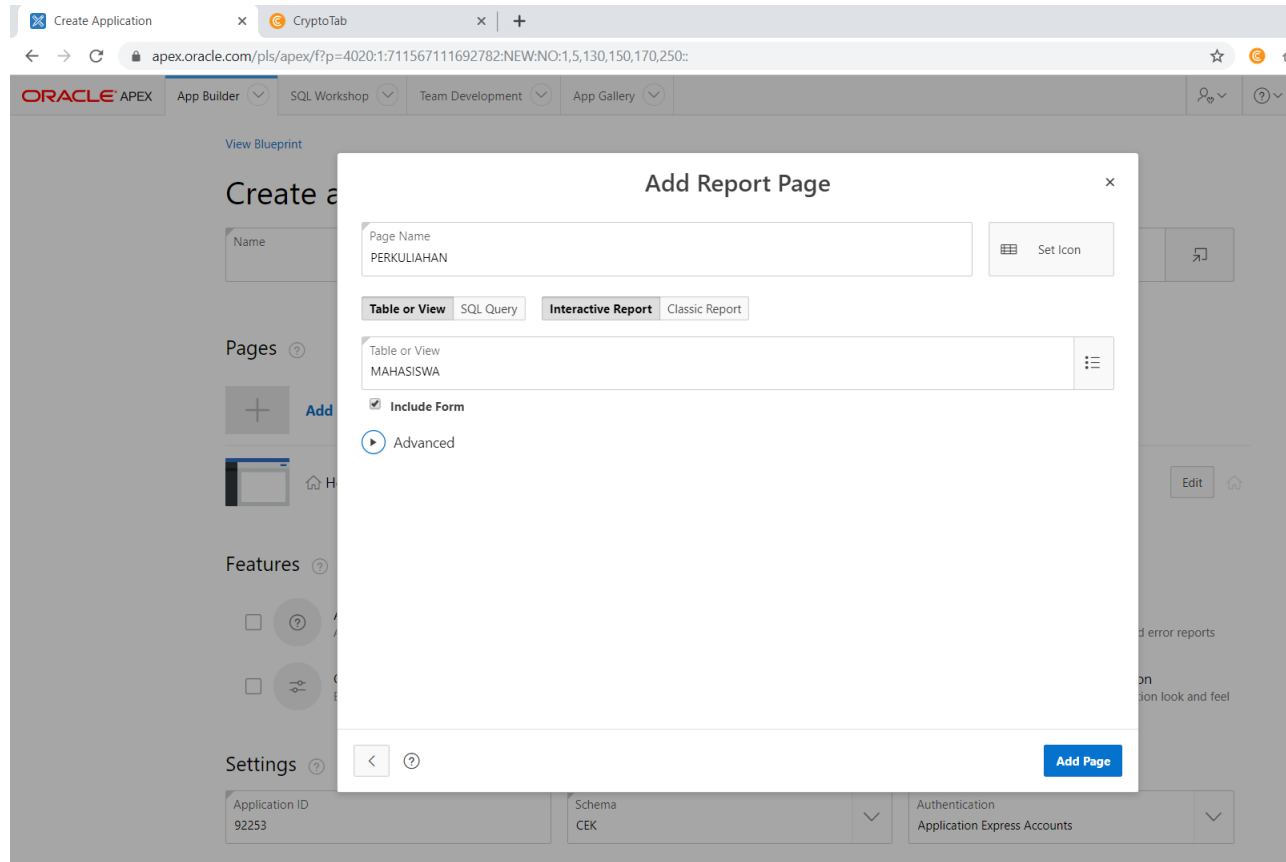 Create Application
CryptoTab
apex.oracle.com/pls/apex/f?p=4020:1:711567111692782:NEW:NO:1,5,130,150,170,250::
ORACLE APEX App Builder SQL Workshop Team Development App Gallery
View Blueprint
Create a
Name
Add Report Page
Page Name
PERKULIAHAN
Set Icon
Table or View SQL Query Interactive Report Classic Report
Pages
Table or View
MAHASISWA
Include Form
Add
Advanced
H
Edit
Features
d error reports
on
tion look and feel
Settings
Add Page
Application ID
92253
Schema
CEK
Authentication
Application Express Accounts